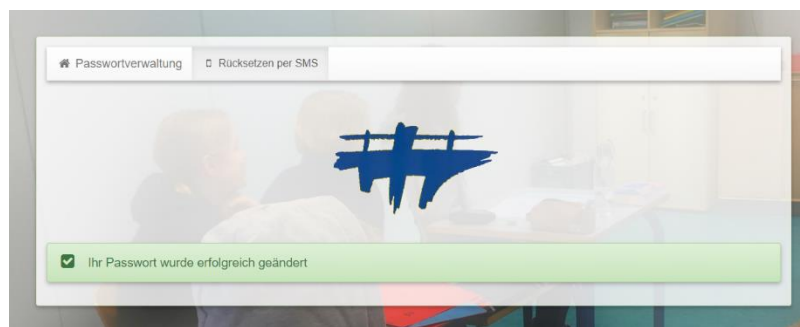 Passwortverwaltung
Rücksetzen per SMS
Ihr Passwort wurde erfolgreich geändert